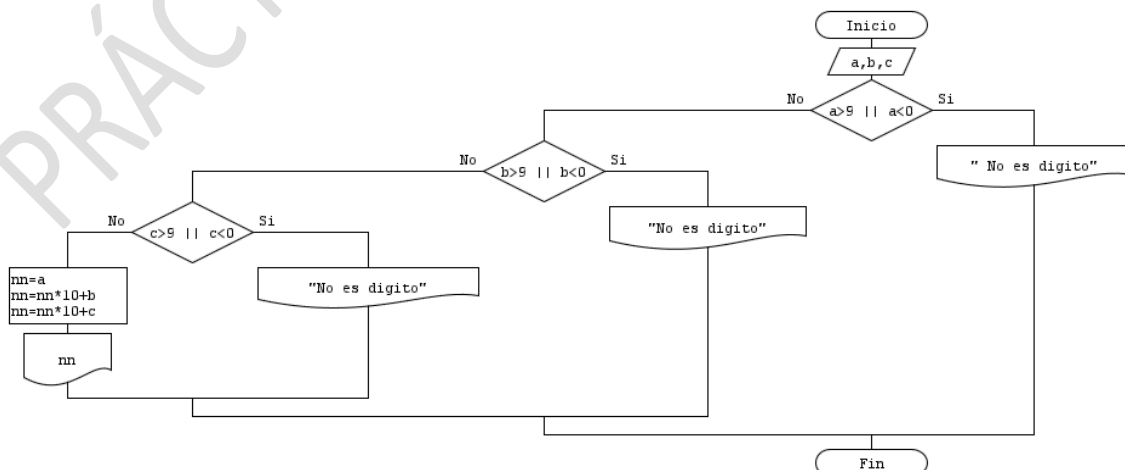 PRÁCT
Inicio
a,b,c
No
a>9 || a<0
Si
" No es digito"
No
b>9 || b<0
Si
"No es digito"
No
c>9 || c<0
Si
"No es digito"
nn=a
nn=nn*10+b
nn=nn*10+c
nn
Fin